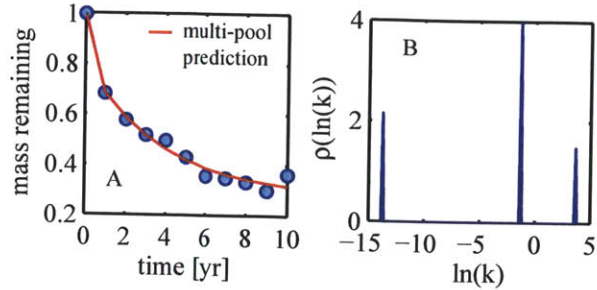 1
0.8
0.6
0.4
0.2
mass remaining
0 2 4 6 8 10
time [yr]
multi-pool
prediction
A
4
2
0
ρ(ln(k))
−15 −10 −5 0 5
ln(k)
B